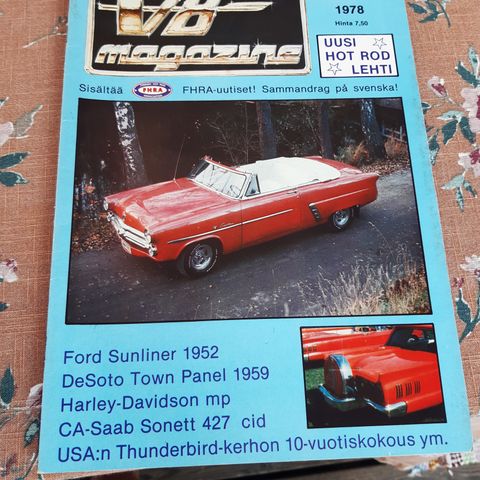 V8
magazine
1978
Hinta 7,50
UUSI
HOT ROD
LEHTI
Sisältää FHRA FHRA-uutiset! Sammandrag på svenska!
Ford Sunliner 1952
DeSoto Town Panel 1959
Harley-Davidson mp
CA-Saab Sonett 427 cid
USA:n Thunderbird-kerhon 10-vuotiskokous ym.